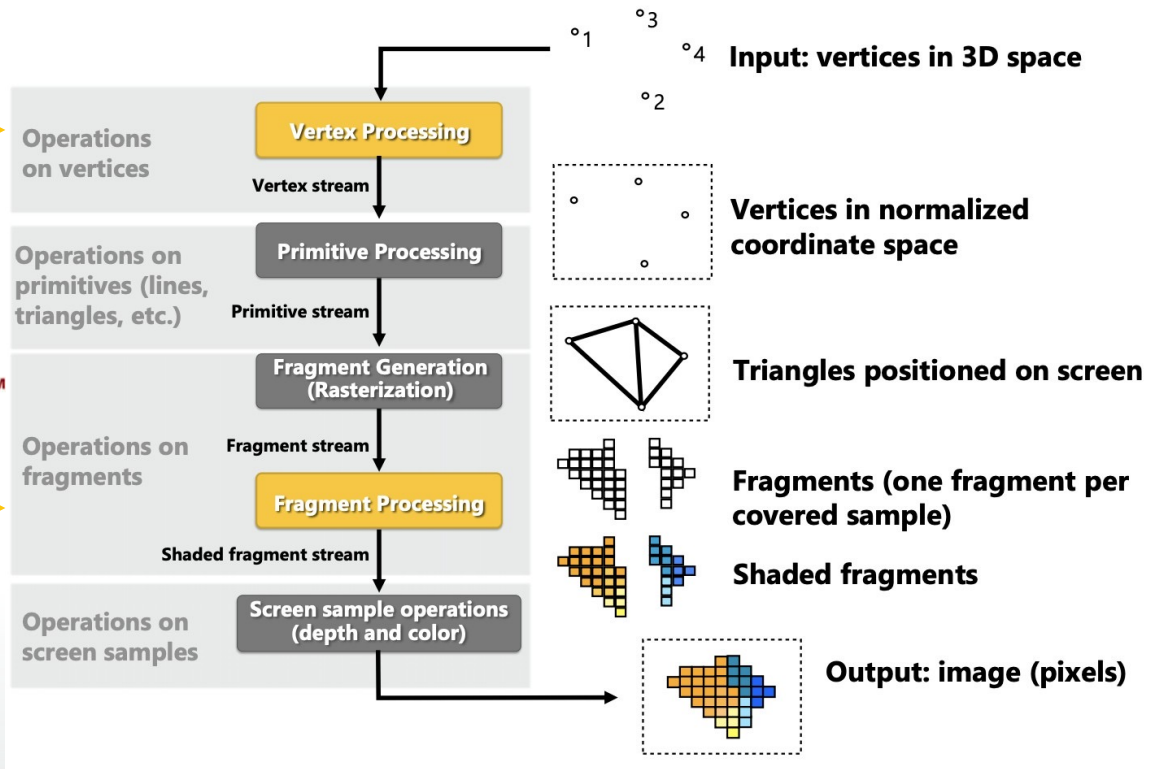 1
3
4
2
Input: vertices in 3D space
Operations
on vertices
Vertex Processing
Vertex stream
Vertices in normalized
coordinate space
Operations on
primitives (lines,
triangles, etc.)
Primitive Processing
Primitive stream
Triangles positioned on screen
Operations on
fragments
Fragment Generation
(Rasterization)
Fragment stream
Fragments (one fragment per
covered sample)
Fragment Processing
Shaded fragment stream
Shaded fragments
Operations on
screen samples
Screen sample operations
(depth and color)
Output: image (pixels)